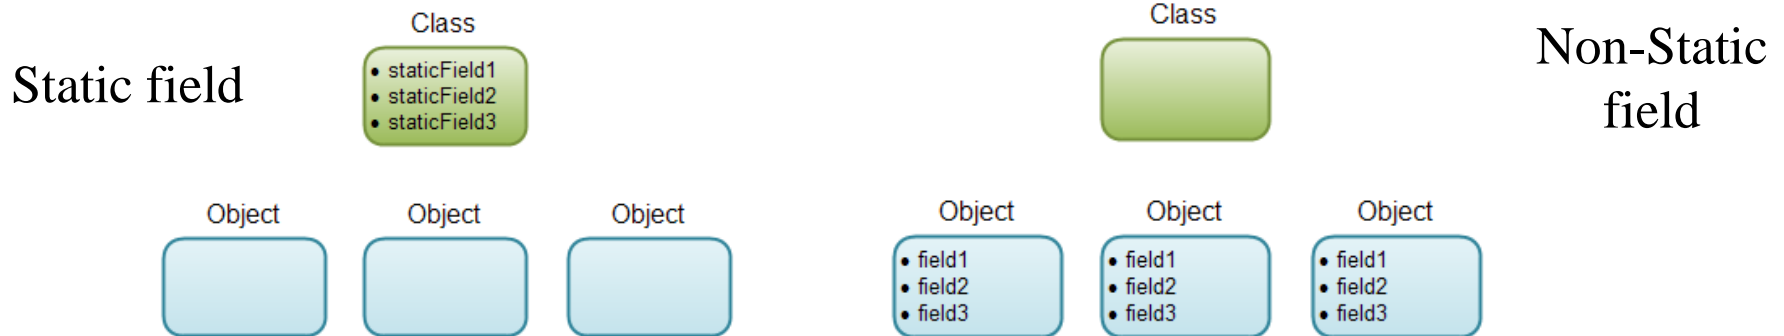 Static field
Class
• staticField1
• staticField2
• staticField3
Object
Object
Object
Class
Non-Static
field
Object
• field1
• field2
• field3
Object
• field1
• field2
• field3
Object
• field1
• field2
• field3